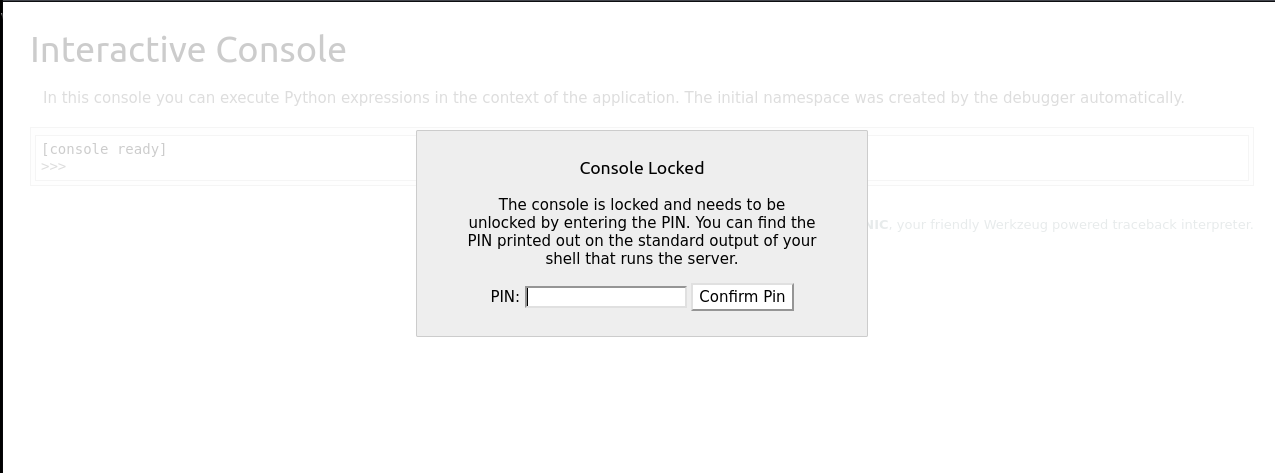 Interactive Console
In this console you can execute Python expressions in the context of the application. The initial namespace was created by the debugger automatically.
[console ready]
>>>
Console Locked
The console is locked and needs to be
unlocked by entering the PIN. You can find the
PIN printed out on the standard output of your
shell that runs the server.
NIC, your friendly Werkzeug powered traceback interpreter.
PIN:
Confirm Pin